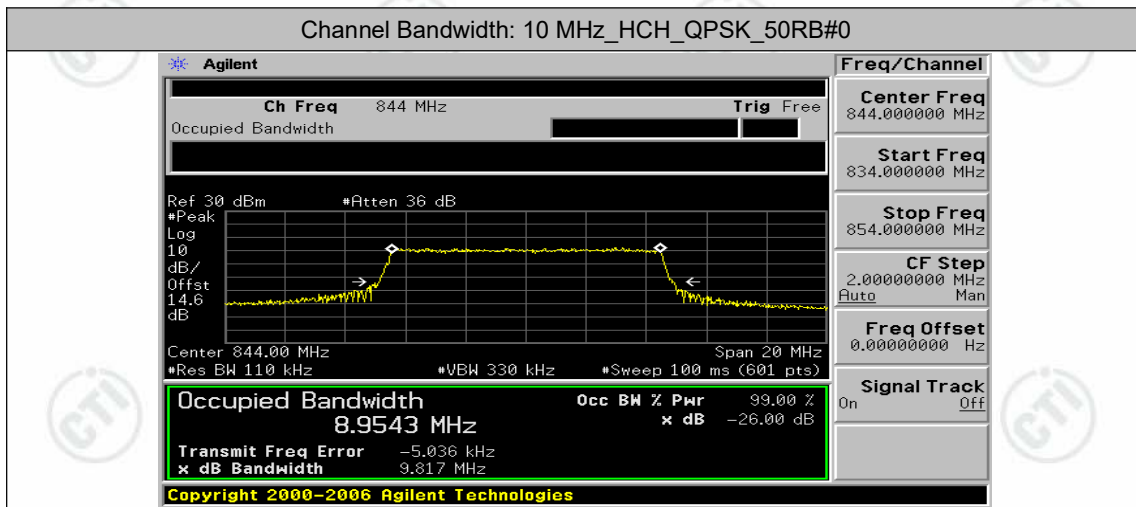 Channel Bandwidth: 10 MHz_HCH_QPSK_50RB#0
Agilent
Freq/Channel
Ch Freq 844 MHz Trig Free
Occupied Bandwidth
Center Freq
844.000000 MHz
Start Freq
834.000000 MHz
Stop Freq
854.000000 MHz
CF Step
2.00000000 MHz
Auto Man
Freq Offset
0.00000000 Hz
Signal Track
On Off
Ref 30 dBm #Atten 36 dB
#Peak
Log
10
dB/
Offst
14.6
dB
Center 844.00 MHz Span 20 MHz
#Res BW 110 kHz #VBW 330 kHz #Sweep 100 ms (601 pts)
Occupied Bandwidth
8.9543 MHz
Occ BW % Pwr 99.00 %
x dB -26.00 dB
Transmit Freq Error -5.036 kHz
x dB Bandwidth 9.817 MHz
Copyright 2000-2006 Agilent Technologies
CTI
CTI